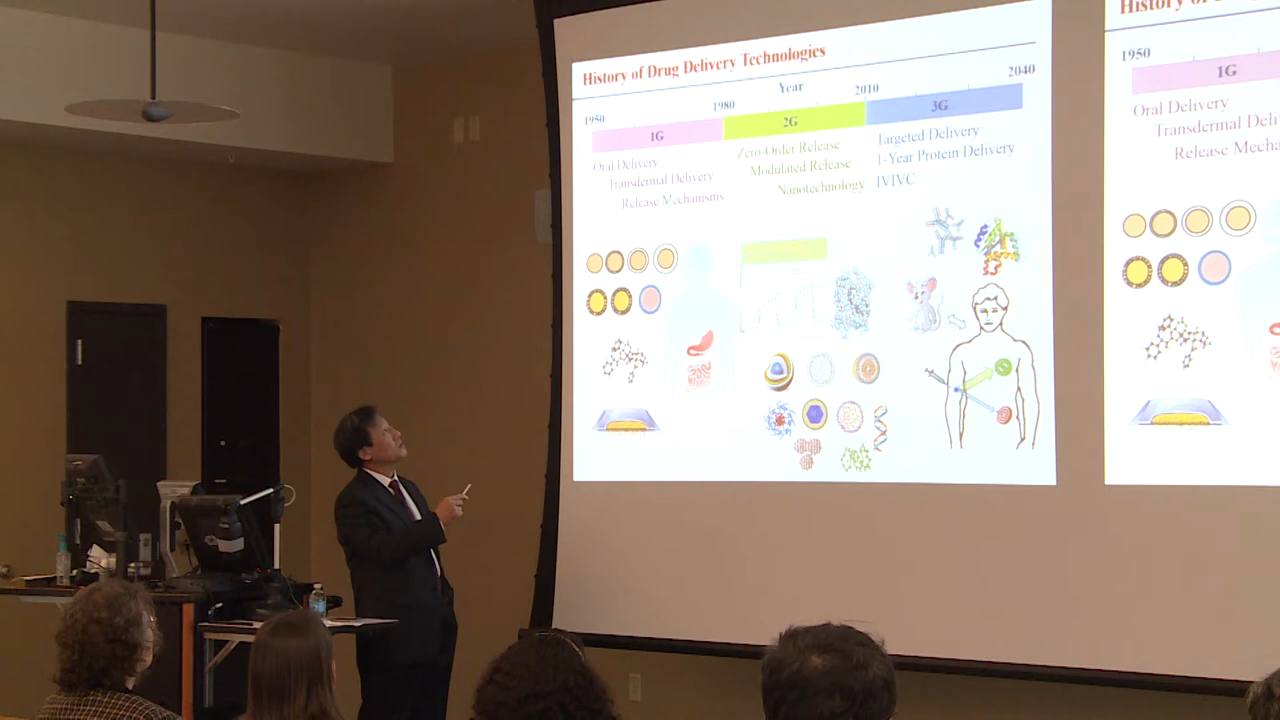 History of Drug Delivery Technologies
Year
1950
1980
2010
2040
1G
2G
3G
Oral Delivery
Transdermal Delivery
Release Mechanisms
Zero-Order Release
Modulated Release
Nanotechnology
Targeted Delivery
1-Year Protein Delivery
IVIVC
History of
1950
1G
Oral Delivery
Transdermal Deli
Release Mecha